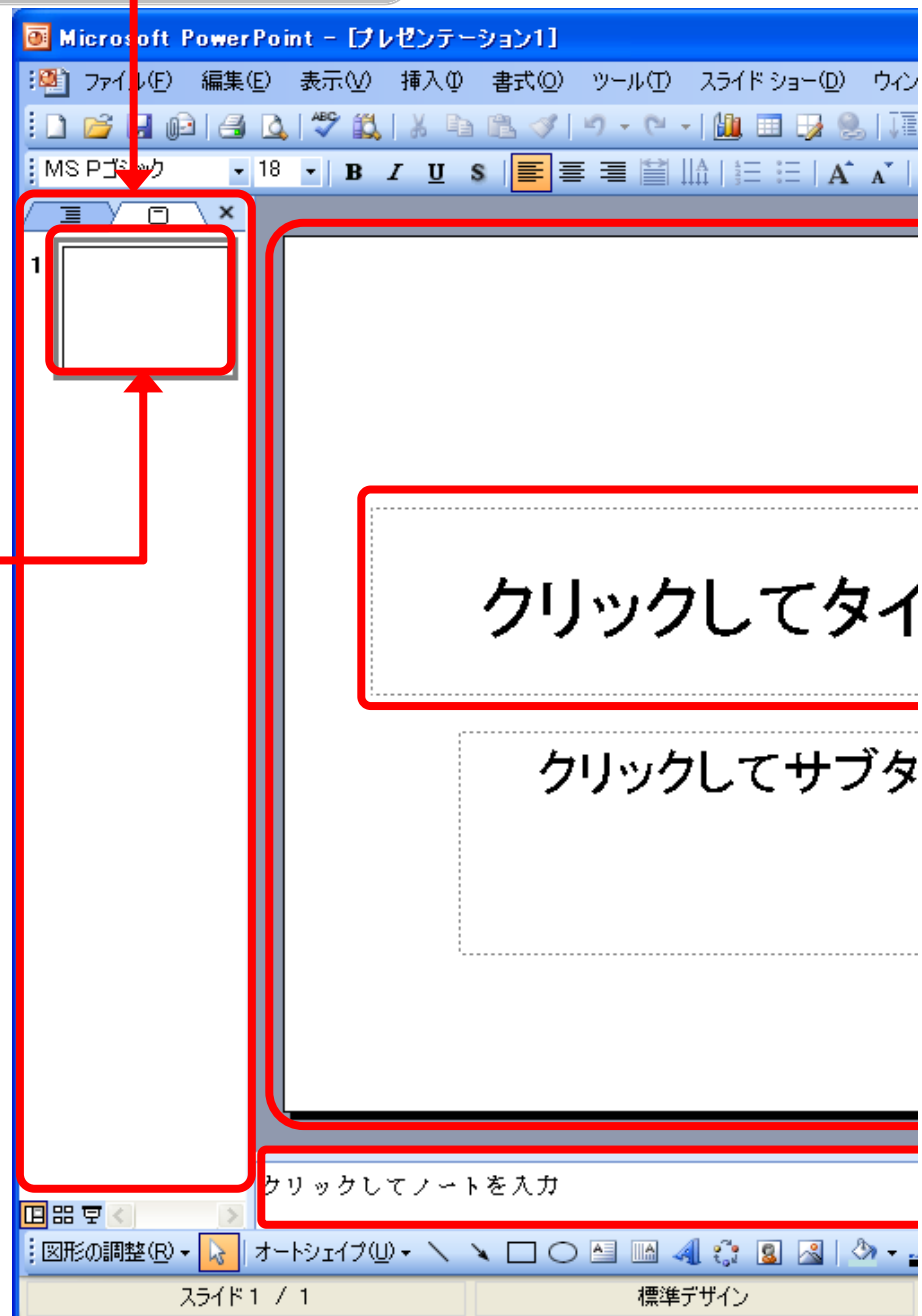 Microsoft PowerPoint - [プレゼンテーション1]
ファイル(F) 編集(E) 表示(V) 挿入(I) 書式(O) ツール(T) スライド ショー(D) ウィン
ABC
MS Pゴシック 18 B I U S A A
1
クリックしてタイ
クリックしてサブタ
クリックしてノートを入力
図形の調整(R) オートシェイプ(U)
スライド 1 / 1 標準デザイン